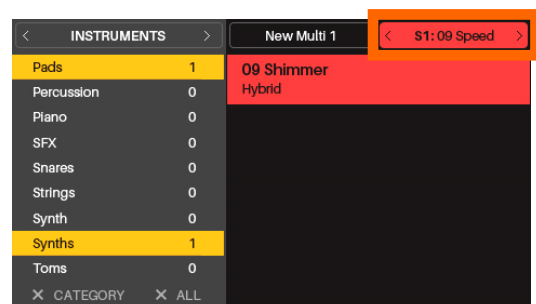 < INSTRUMENTS >
New Multi 1
< S1: 09 Speed >
Pads 1
Percussion 0
Piano 0
SFX 0
Snares 0
Strings 0
Synth 0
Synths 1
Toms 0
✕ CATEGORY ✕ ALL
09 Shimmer
Hybrid